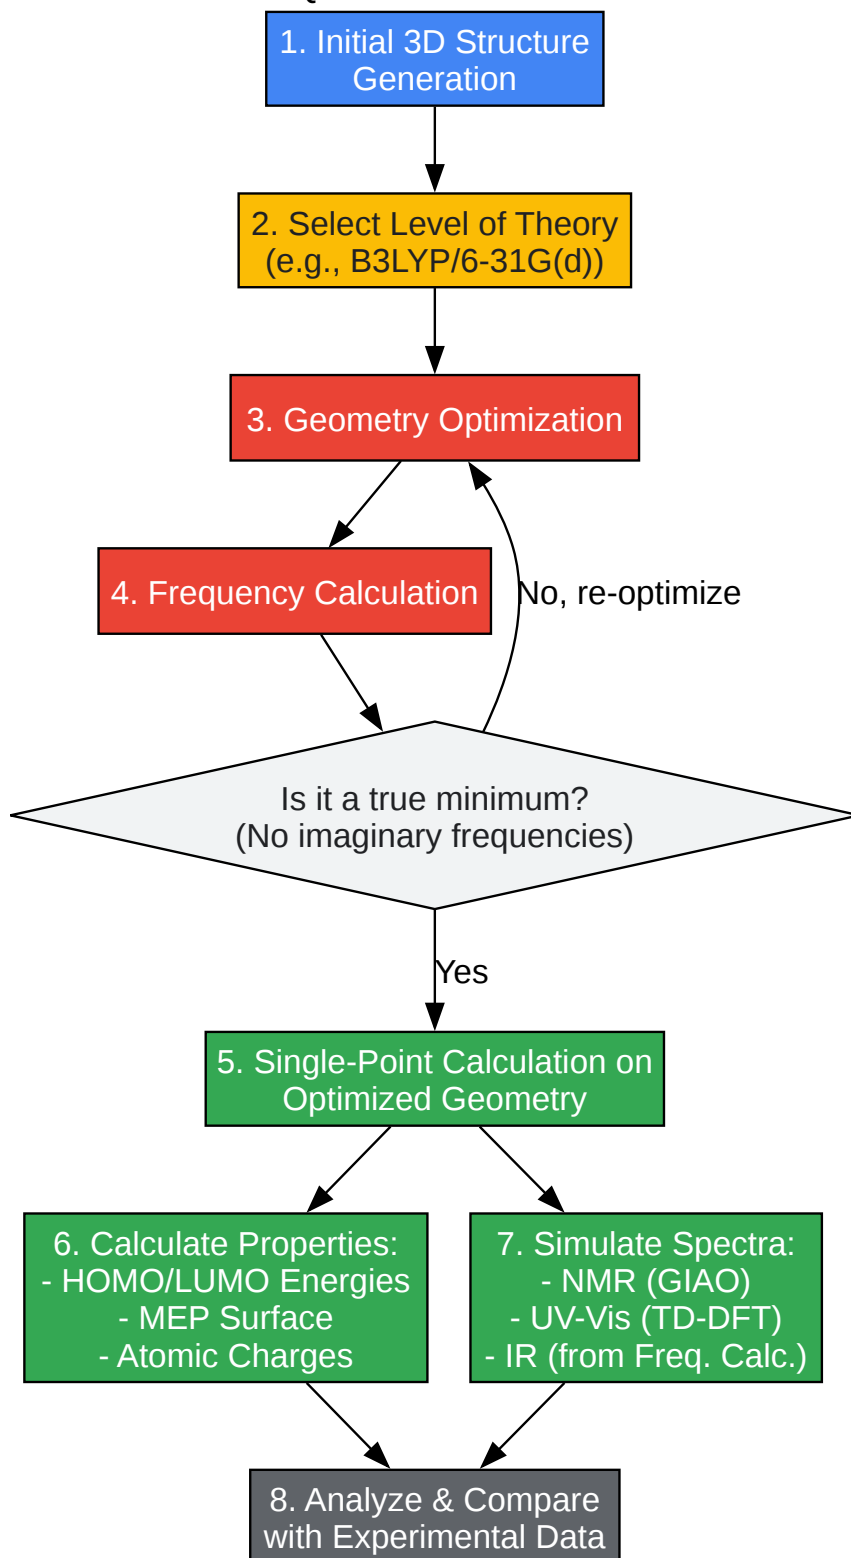 1. Initial 3D Structure
Generation
2. Select Level of Theory
(e.g., B3LYP/6-31G(d))
3. Geometry Optimization
4. Frequency Calculation
No, re-optimize
Is it a true minimum?
(No imaginary frequencies)
Yes
5. Single-Point Calculation on
Optimized Geometry
6. Calculate Properties:
- HOMO/LUMO Energies
- MEP Surface
- Atomic Charges
7. Simulate Spectra:
- NMR (GIAO)
- UV-Vis (TD-DFT)
- IR (from Freq. Calc.)
8. Analyze & Compare
with Experimental Data